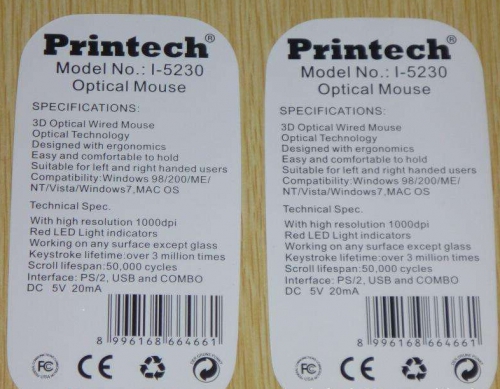 Printech®
Model No.: I-5230
Optical Mouse
SPECIFICATIONS:
3D Optical Wired Mouse
Optical Technology
Designed with ergonomics
Easy and comfortable to hold
Suitable for left and right handed users
Compatibility:Windows 98/200/ME/
NT/Vista/Windows7,MAC OS
Technical Spec.
With high resolution 1000dpi
Red LED Light indicators
Working on any surface except glass
Keystroke lifetime:over 3 million times
Scroll lifespan:50,000 cycles
Interface: PS/2, USB and COMBO
DC 5V 20mA
8 996168 664661
FC CE
Printech®
Model No.: I-5230
Optical Mouse
SPECIFICATIONS:
3D Optical Wired Mouse
Optical Technology
Designed with ergonomics
Easy and comfortable to hold
Suitable for left and right handed users
Compatibility:Windows 98/200/ME/
NT/Vista/Windows7,MAC OS
Technical Spec.
With high resolution 1000dpi
Red LED Light indicators
Working on any surface except glass
Keystroke lifetime:over 3 million times
Scroll lifespan:50,000 cycles
Interface: PS/2, USB and COMBO
DC 5V 20mA
8 996168 664661
FC CE